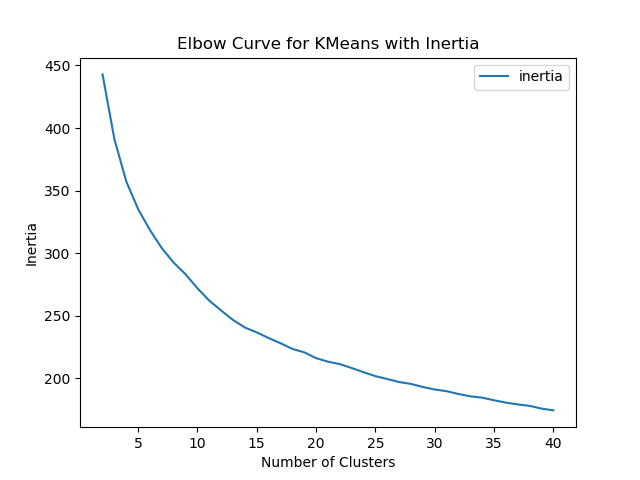 Elbow Curve for KMeans with Inertia
inertia
450
400
350
300
250
200
Inertia
5 10 15 20 25 30 35 40
Number of Clusters